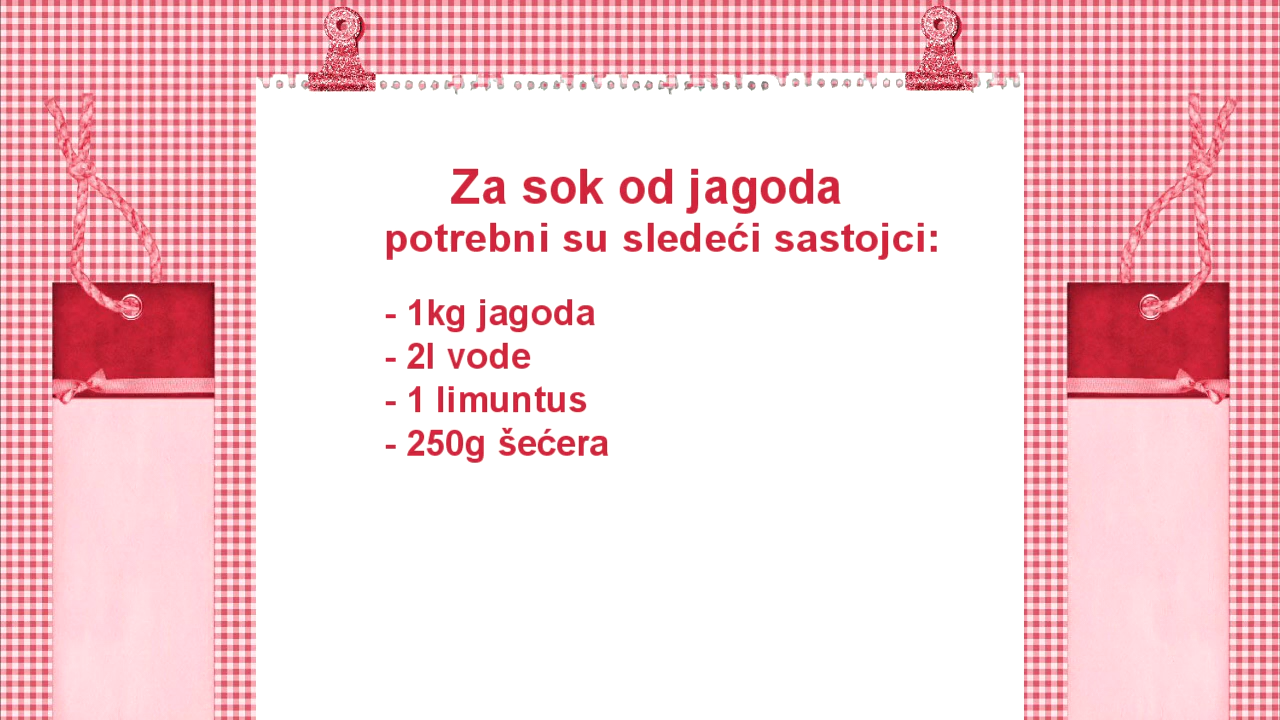 Za sok od jagoda
potrebni su sledeći sastojci:
- 1kg jagoda
- 2l vode
- 1 limuntus
- 250g šećera